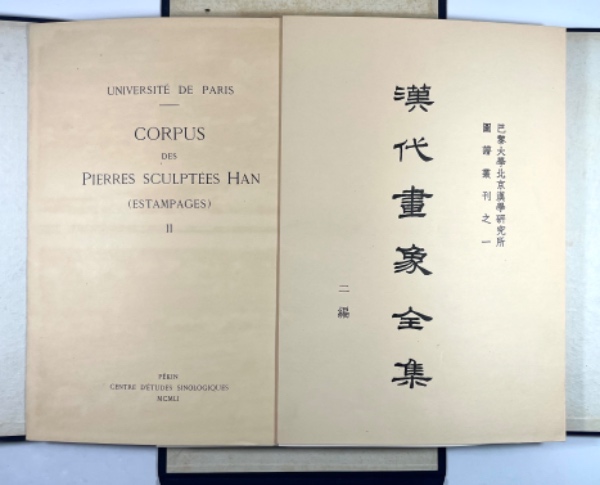 UNIVERSITÉ DE PARIS
CORPUS
DES
PIERRES SCULPTÉES HAN
(ESTAMPAGES)
II
PÉKIN
CENTRE D'ÉTUDES SINOLOGIQUES
MCMLI
巴黎大學北京漢學研究所
圖譜叢刊之一
漢代畫象全集
二編